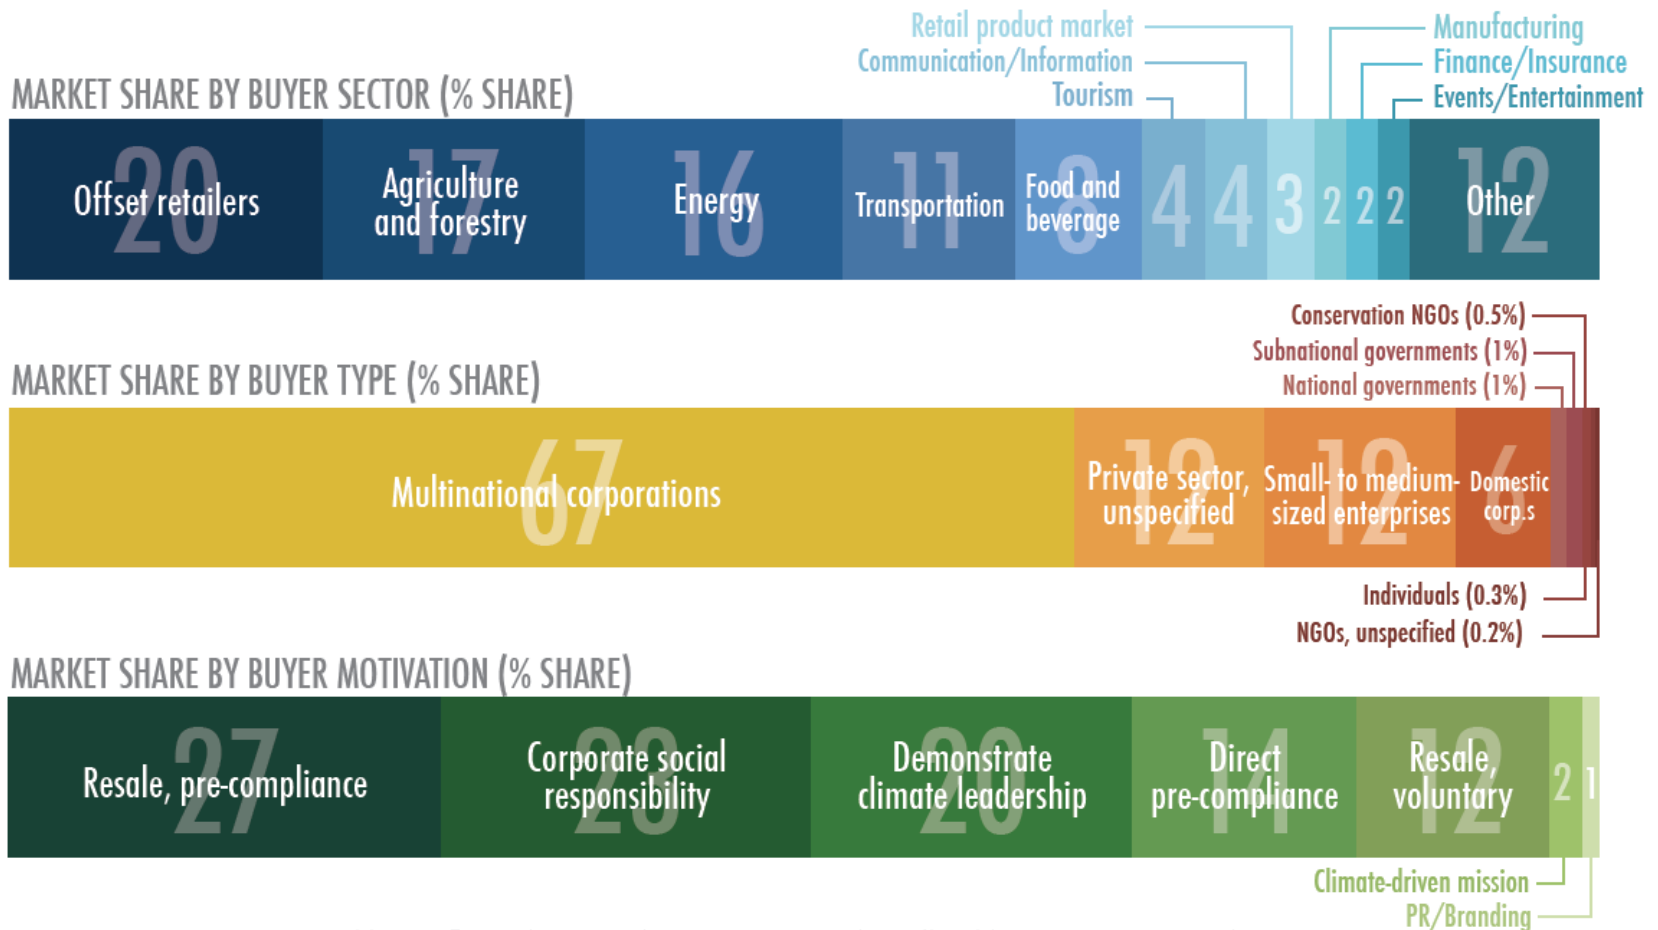 Retail product market
Manufacturing
Communication/Information
Finance/Insurance
Tourism
Events/Entertainment
MARKET SHARE BY BUYER SECTOR (% SHARE)
20
Offset retailers
17
Agriculture
and forestry
16
Energy
11
Transportation
8
Food and
beverage
4
4
3
2
2
2
12
Other
Conservation NGOs (0.5%)
Subnational governments (1%)
National governments (1%)
MARKET SHARE BY BUYER TYPE (% SHARE)
67
Multinational corporations
12
Private sector,
unspecified
12
Small- to medium-
sized enterprises
6
Domestic
corp.s
Individuals (0.3%)
NGOs, unspecified (0.2%)
MARKET SHARE BY BUYER MOTIVATION (% SHARE)
27
Resale, pre-compliance
23
Corporate social
responsibility
20
Demonstrate
climate leadership
14
Direct
pre-compliance
12
Resale,
voluntary
2
1
Climate-driven mission
PR/Branding